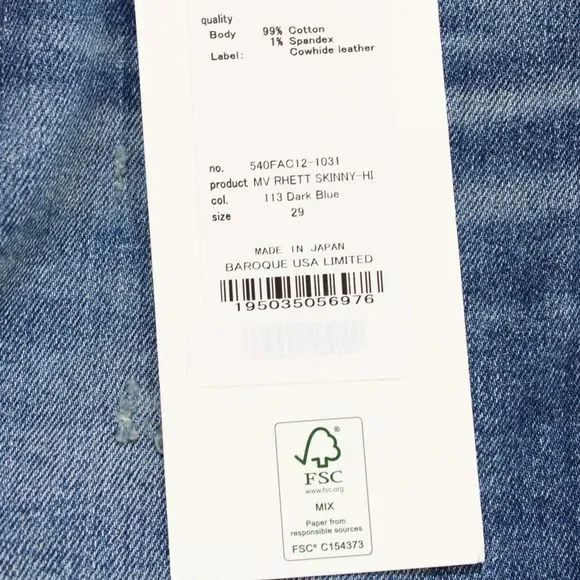 quality
Body 99% Cotton
1% Spandex
Label: Cowhide leather
no. 540FAC12-1031
product MV RHETT SKINNY-HI
col. 113 Dark Blue
size 29
MADE IN JAPAN
BAROQUE USA LIMITED
195035056976
®
FSC
www.fsc.org
MIX
Paper from
responsible sources
FSC® C154373